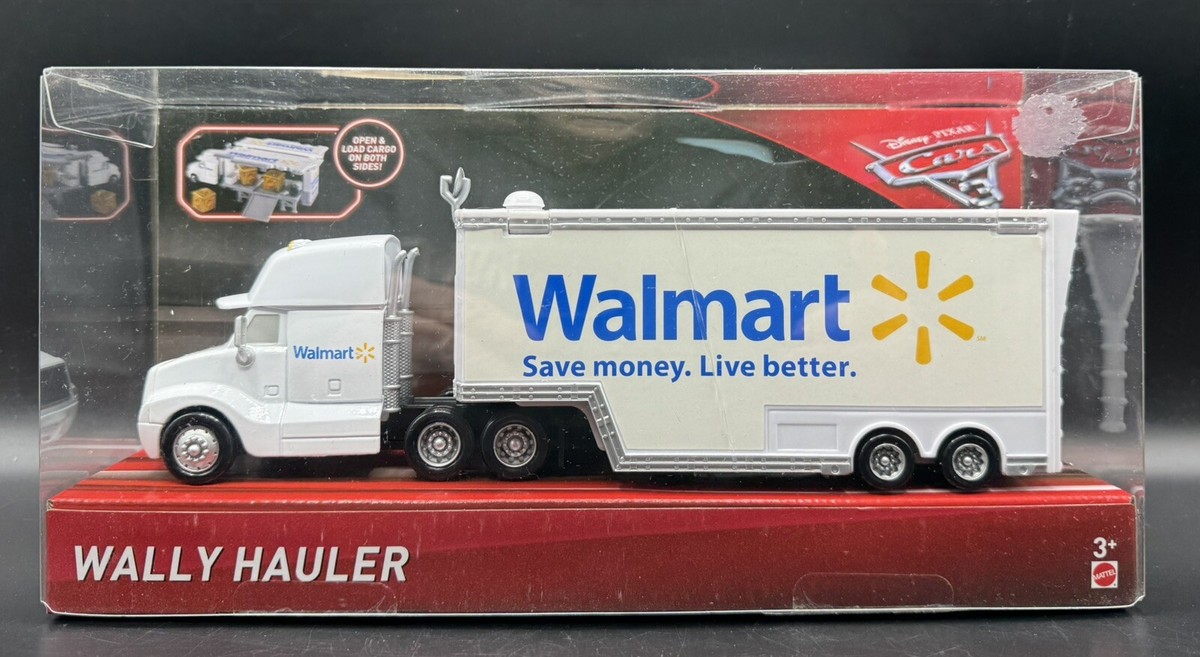 OPEN &
LOAD CARGO
ON BOTH
SIDES!
Disney PIXAR
Cars
Walmart
Save money. Live better.
SM
Walmart
WALLY HAULER
3+
MATTEL